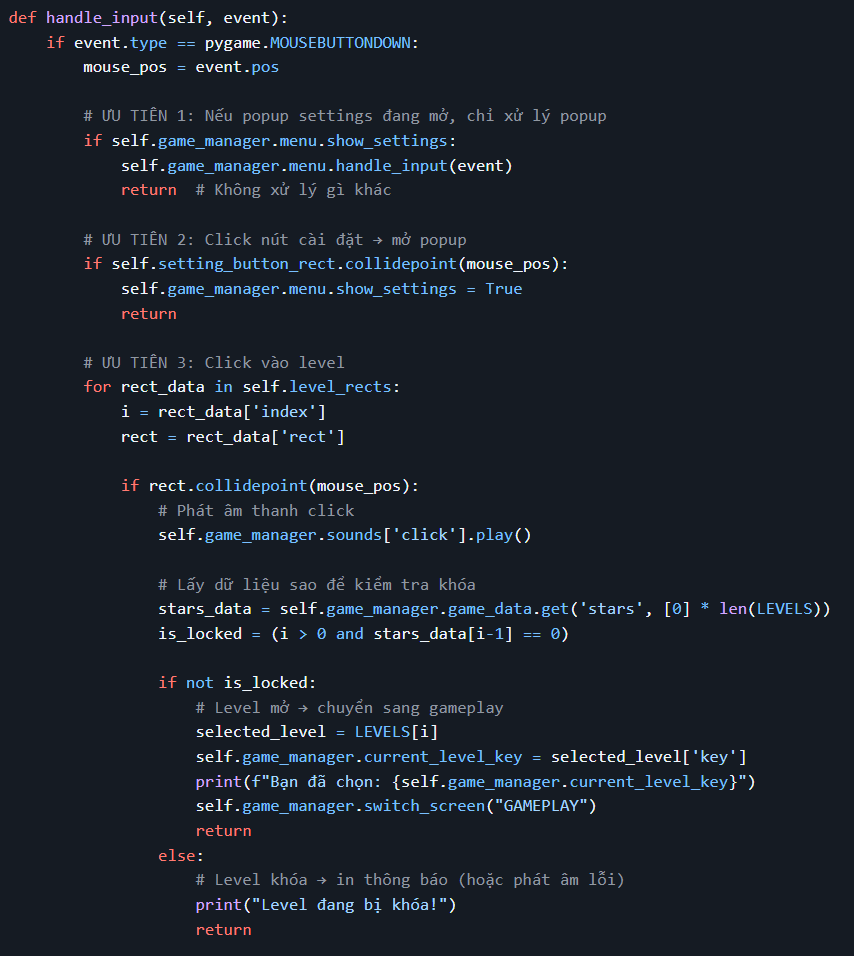 def handle_input(self, event):
    if event.type == pygame.MOUSEBUTTONDOWN:
        mouse_pos = event.pos

        # ƯU TIÊN 1: Nếu popup settings đang mở, chỉ xử lý popup
        if self.game_manager.menu.show_settings:
            self.game_manager.menu.handle_input(event)
            return  # Không xử lý gì khác

        # ƯU TIÊN 2: Click nút cài đặt → mở popup
        if self.setting_button_rect.collidepoint(mouse_pos):
            self.game_manager.menu.show_settings = True
            return

        # ƯU TIÊN 3: Click vào level
        for rect_data in self.level_rects:
            i = rect_data['index']
            rect = rect_data['rect']

            if rect.collidepoint(mouse_pos):
                # Phát âm thanh click
                self.game_manager.sounds['click'].play()

                # Lấy dữ liệu sao để kiểm tra khóa
                stars_data = self.game_manager.game_data.get('stars', [0] * len(LEVELS))
                is_locked = (i > 0 and stars_data[i-1] == 0)

                if not is_locked:
                    # Level mở → chuyển sang gameplay
                    selected_level = LEVELS[i]
                    self.game_manager.current_level_key = selected_level['key']
                    print(f"Bạn đã chọn: {self.game_manager.current_level_key}")
                    self.game_manager.switch_screen("GAMEPLAY")
                    return
                else:
                    # Level khóa → in thông báo (hoặc phát âm lỗi)
                    print("Level đang bị khóa!")
                    return